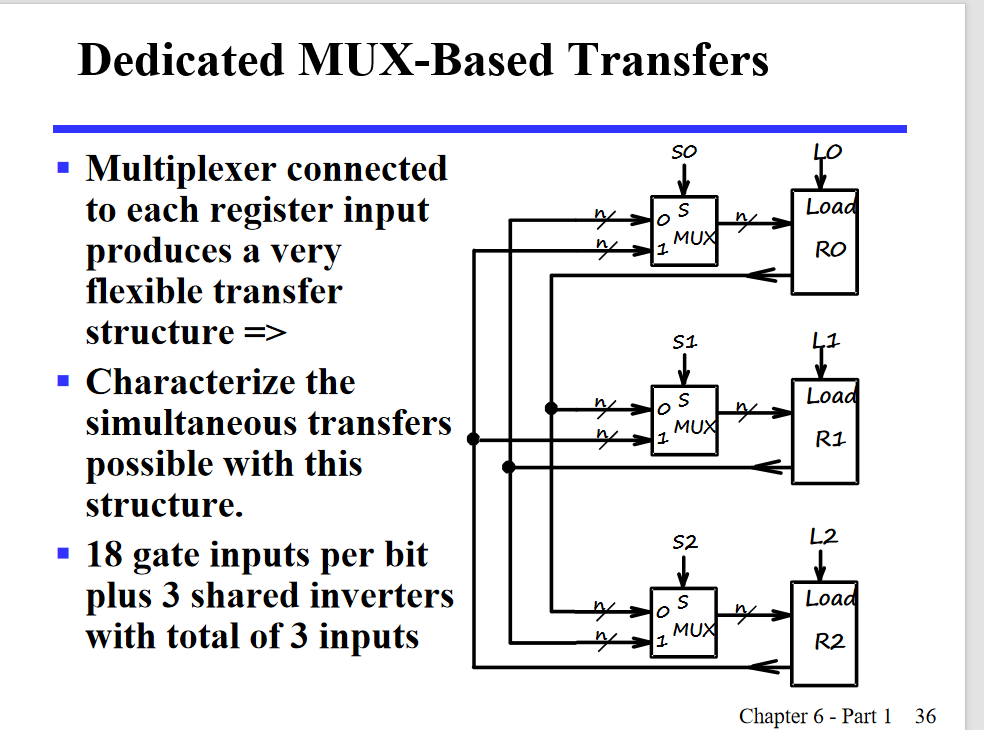 Dedicated MUX-Based Transfers
Multiplexer connected
to each register input
produces a very
flexible transfer
structure =>
Characterize the
simultaneous transfers
possible with this
structure.
18 gate inputs per bit
plus 3 shared inverters
with total of 3 inputs
S0
L0
n
0
S
MUX
n
1
n
Load
R0
S1
L1
n
0
S
MUX
n
1
n
Load
R1
S2
L2
n
0
S
MUX
n
1
n
Load
R2
Chapter 6 - Part 1 36